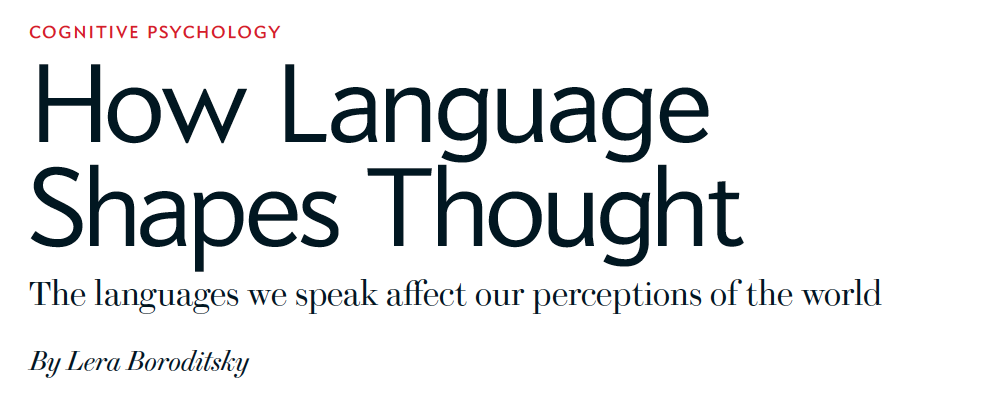 COGNITIVE PSYCHOLOGY
How Language
Shapes Thought
The languages we speak affect our perceptions of the world
By Lera Boroditsky